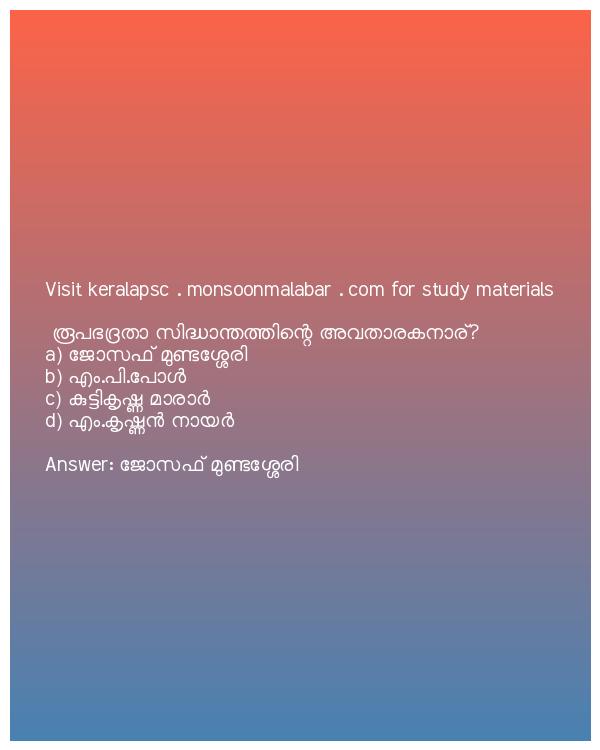 Visit keralapsc . monsoonmalabar . com for study materials
രൂപഭദ്രതാ സിദ്ധാന്തത്തിന്റെ അവതാരകനാര്?
a) ജോസഫ് മുണ്ടശ്ശേരി
b) എം.പി.പോൾ
c) കുട്ടികൃഷ്ണ മാരാർ
d) എം.കൃഷ്ണൻ നായർ
Answer: ജോസഫ് മുണ്ടശ്ശേരി